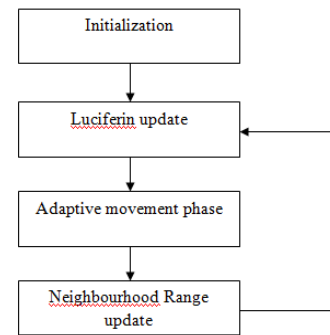 Initialization
Luciferin update
Adaptive movement phase
Neighbourhood Range
update